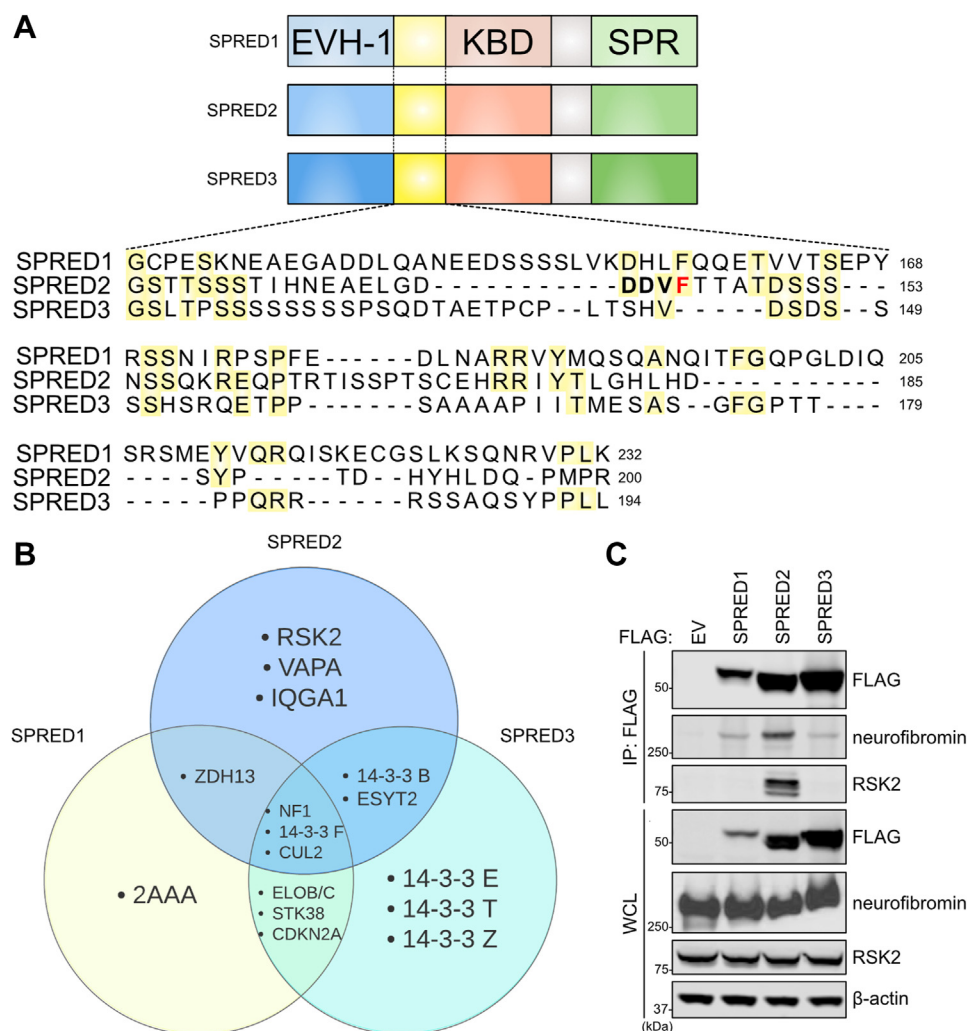 A
SPRED1 EVH-1 KBD SPR
SPRED2
SPRED3
SPRED1 GCPESKNEAEGADDLQANEEDSSSSLVKDHLFQQETVVTSEPY 168
SPRED2 GSTTSSSTIHNEAELGD- - - - - - - - - - -DDVFTTATDSSS- - 153
SPRED3 GSLTPSSSSSSSSPSQDTAETPCP- -LTSHV- - - - -DSDS- -S 149
SPRED1 RSSNIRPSPFE- - - - - -DLNARRVYMQSQANQITFGQPGLDIQ 205
SPRED2 NSSQKREQPTRTISSPTSCEHRRIYTLGHLHD- - - - - - - - - - - 185
SPRED3 SSHSRQETPP- - - - - - -SAAAAPIITMESAS- -GFGPTT- - - - 179
SPRED1 SRSMEYVQRQISKECGSLKSQNRVPLK 232
SPRED2 - - - -SYP- - - - -TD- -HYHLDQ-PMPR 200
SPRED3 - - - - -PPQRR- - - - -RSSAQSYPPLL 194
B
SPRED2
• RSK2
• VAPA
• IQGA1
SPRED1
SPRED3
• ZDH13
• 14-3-3 B
• ESYT2
• NF1
• 14-3-3 F
• CUL2
• 2AAA
• ELOB/C
• STK38
• CDKN2A
• 14-3-3 E
• 14-3-3 T
• 14-3-3 Z
C
FLAG: EV SPRED1 SPRED2 SPRED3
IP: FLAG
50- FLAG
250- neurofibromin
75- RSK2
WCL
50- FLAG
250- neurofibromin
75- RSK2
37- β-actin
(kDa)